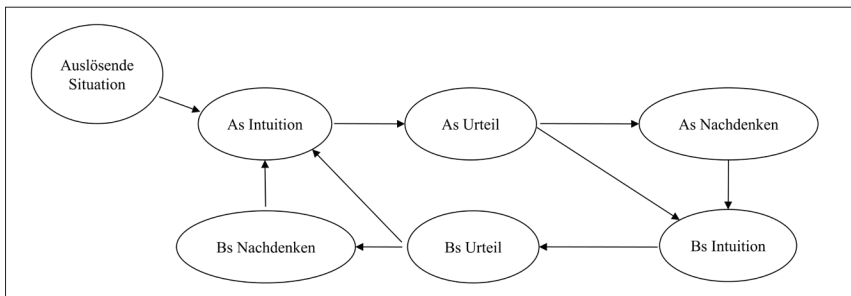 Auslösende
Situation
As Intuition
As Urteil
As Nachdenken
Bs Nachdenken
Bs Urteil
Bs Intuition